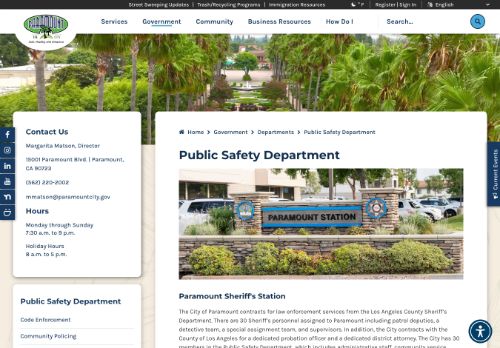 Street Sweeping Updates | Trash/Recycling Programs | Immigration Resources
° F
Register | Sign In
English
PARAMOUNT
Services
Government
Community
Business Resources
How Do I
Search...
Contact Us
Margarita Matson, Director
15001 Paramount Blvd. | Paramount,
CA 90723
(562) 220-2002
mmatson@paramountcity.gov
Hours
Monday through Sunday
7:30 a.m. to 9 p.m.
Holiday Hours
8 a.m. to 5 p.m.
Public Safety Department
Code Enforcement
Community Policing
Home > Government > Departments > Public Safety Department
Public Safety Department
PARAMOUNT STATION
Paramount Sheriff's Station
The City of Paramount contracts for law enforcement services from the Los Angeles County Sheriff's
Department. There are 30 Sheriff's personnel assigned to Paramount including patrol deputies, a
detective team, a special assignment team, and supervisors. In addition, the City contracts with the
County of Los Angeles for a dedicated probation officer and a dedicated district attorney. The City has 30
members in the Public Safety Department, which includes administrative staff, community service
Current Events